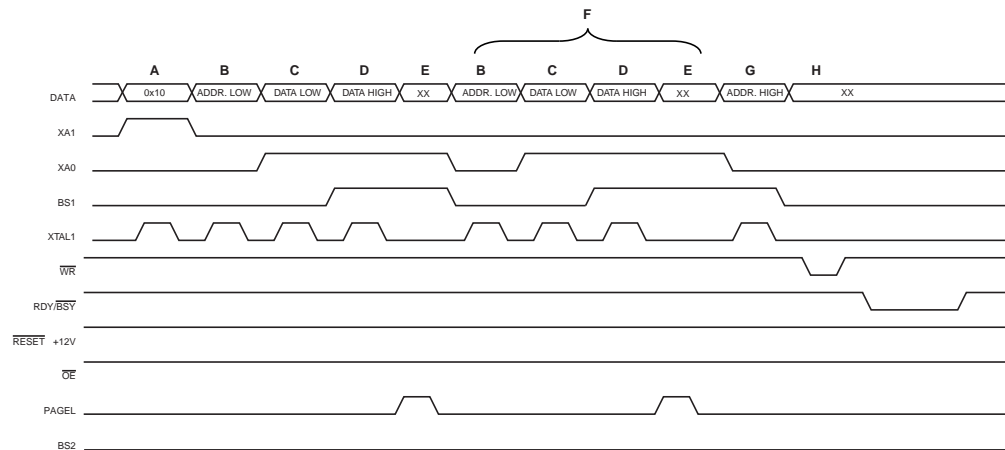 F
A B C D E B C D E G H
DATA 0x10 ADDR. LOW DATA LOW DATA HIGH XX ADDR. LOW DATA LOW DATA HIGH XX ADDR. HIGH XX
XA1
XA0
BS1
XTAL1
WR
RDY/BSY
RESET +12V
OE
PAGEL
BS2